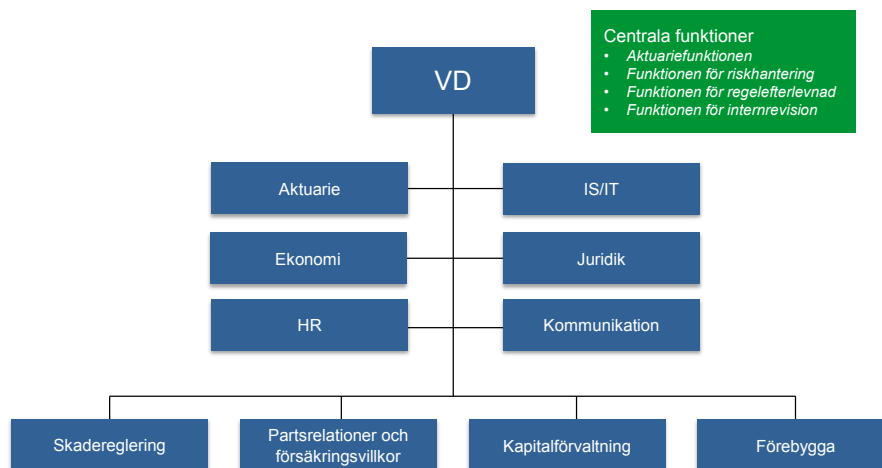 VD
Centrala funktioner
• Aktuariefunktionen
• Funktionen för riskhantering
• Funktionen för regelefterlevnad
• Funktionen för internrevision
Aktuarie
IS/IT
Ekonomi
Juridik
HR
Kommunikation
Skadereglering
Partsrelationer och
försäkringsvillkor
Kapitalförvaltning
Förebygga